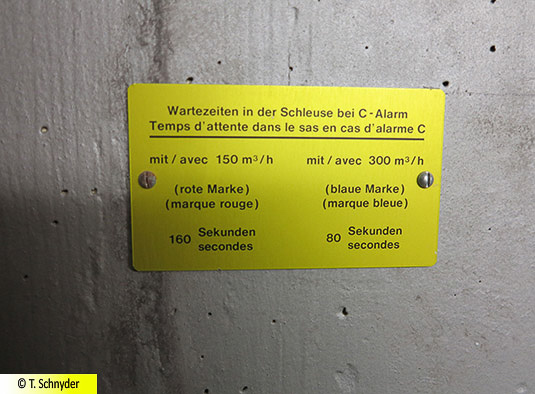 Wartezeiten in der Schleuse bei C-Alarm
Temps d'attente dans le sas en cas d'alarme C
mit / avec 150 m³/h
(rote Marke)
(marque rouge)
160 Sekunden
secondes
mit / avec 300 m³/h
(blaue Marke)
(marque bleue)
80 Sekunden
secondes
© T. Schnyder